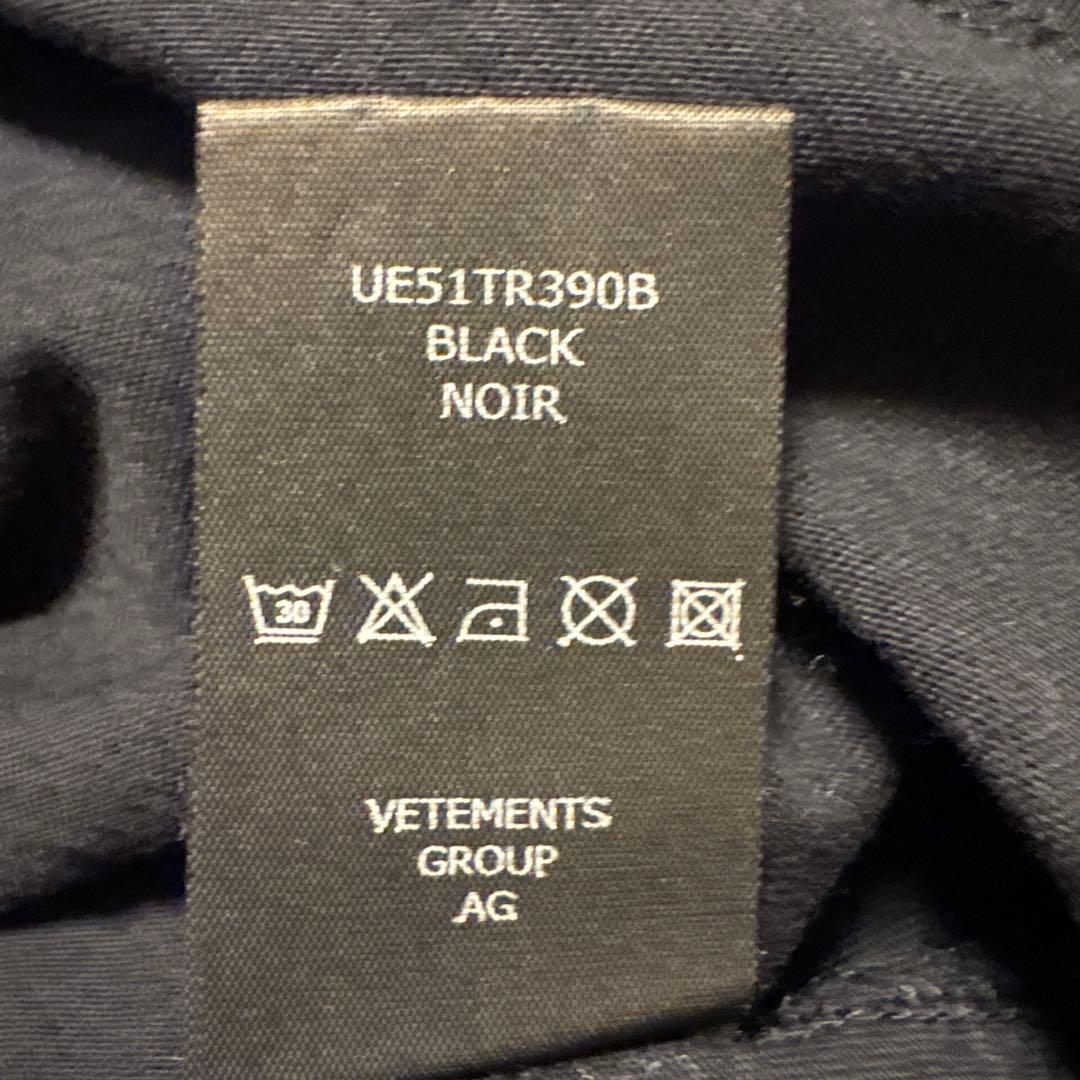 UE51TR390B
BLACK
NOIR
30
VETEMENTS
GROUP
AG